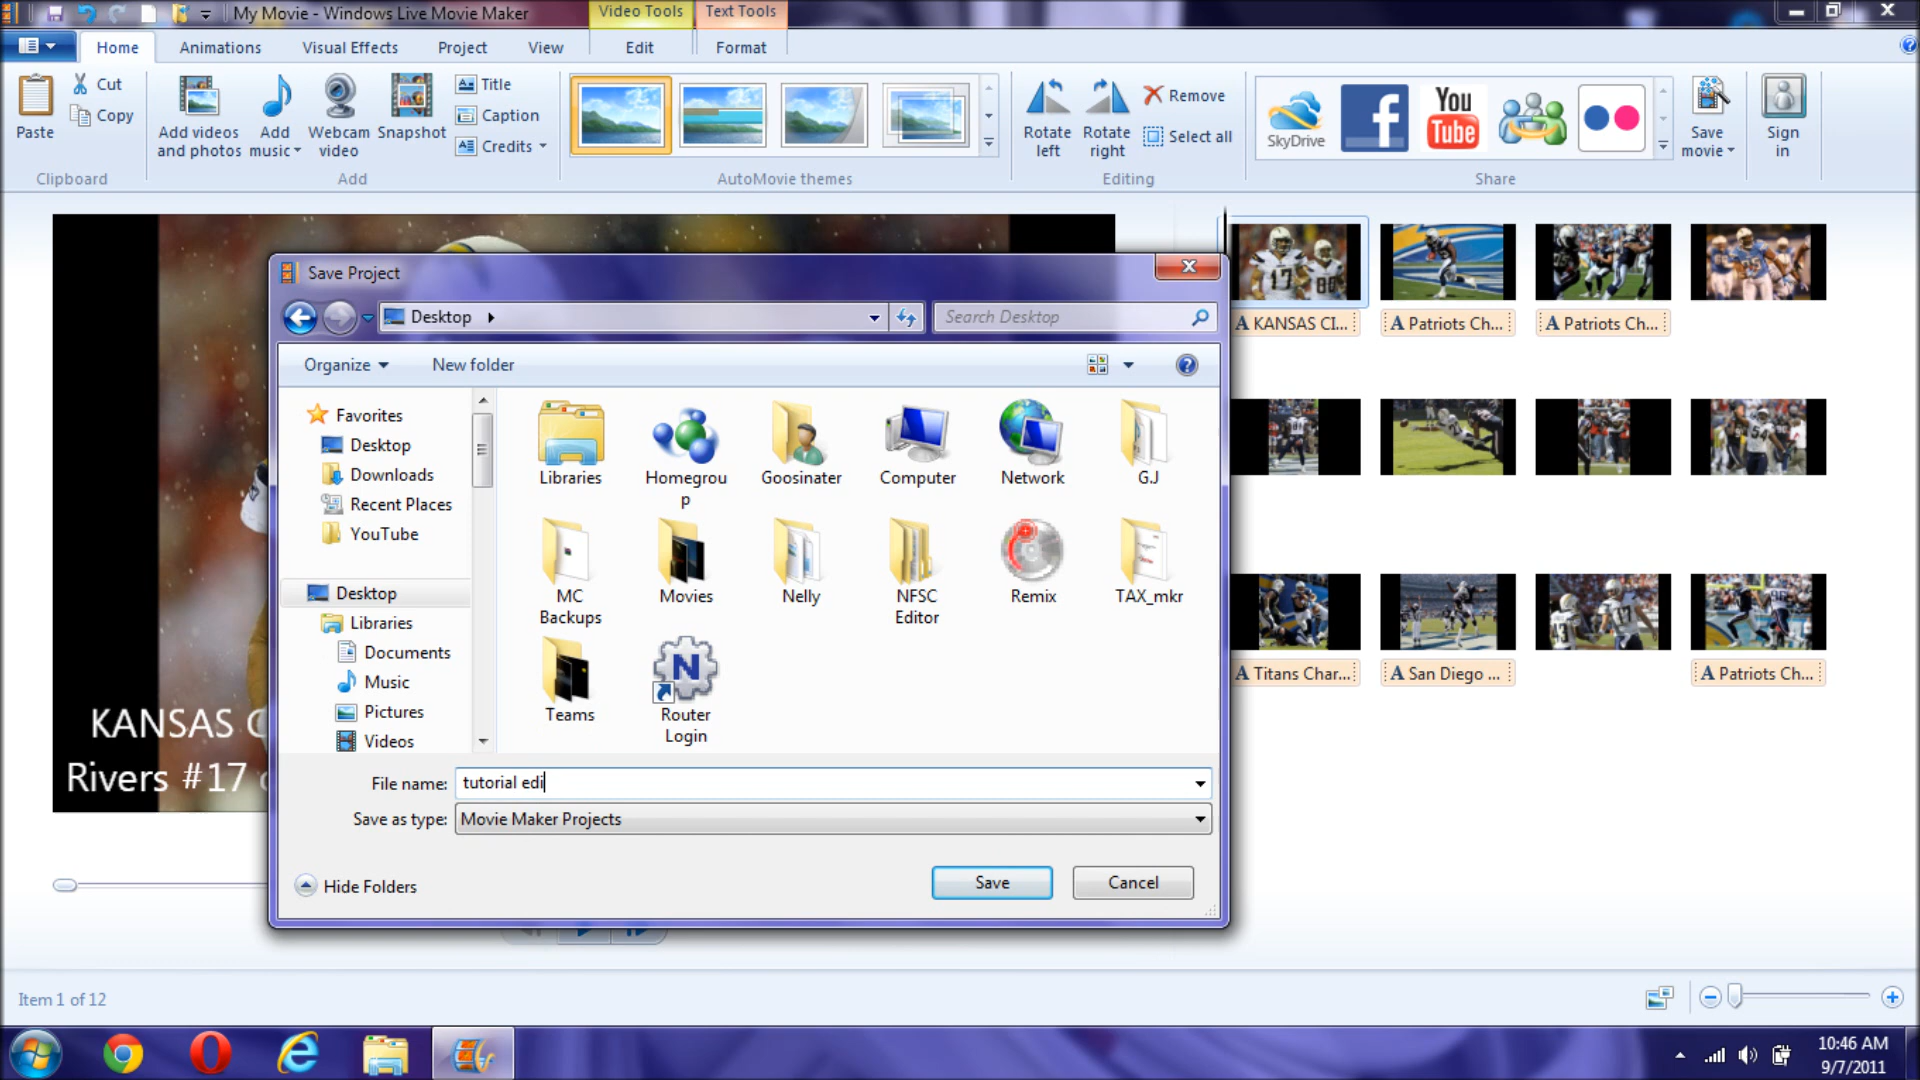 My Movie - Windows Live Movie Maker
Video Tools
Text Tools
Home
Animations
Visual Effects
Project
View
Edit
Format
Paste
Cut
Copy
Clipboard
Add videos
and photos
Add
music
Webcam
video
Snapshot
Title
Caption
Credits
Add
AutoMovie themes
Rotate
left
Rotate
right
Remove
Select all
Editing
SkyDrive
You
Tube
Share
Save
movie
Sign
in
Save Project
Desktop
Search Desktop
Organize
New folder
Favorites
Desktop
Downloads
Recent Places
YouTube
Desktop
Libraries
Documents
Music
Pictures
Videos
Libraries
Homegrou
p
Goosinater
Computer
Network
GJ
MC
Backups
Movies
Nelly
NFSC
Editor
Remix
TAX_mkr
Teams
Router
Login
File name: tutorial edi
Save as type: Movie Maker Projects
Hide Folders
Save
Cancel
KANSAS C
Rivers #17
A KANSAS CI...
A Patriots Ch...
A Patriots Ch...
A Titans Char...
A San Diego ...
A Patriots Ch...
Item 1 of 12
10:46 AM
9/7/2011